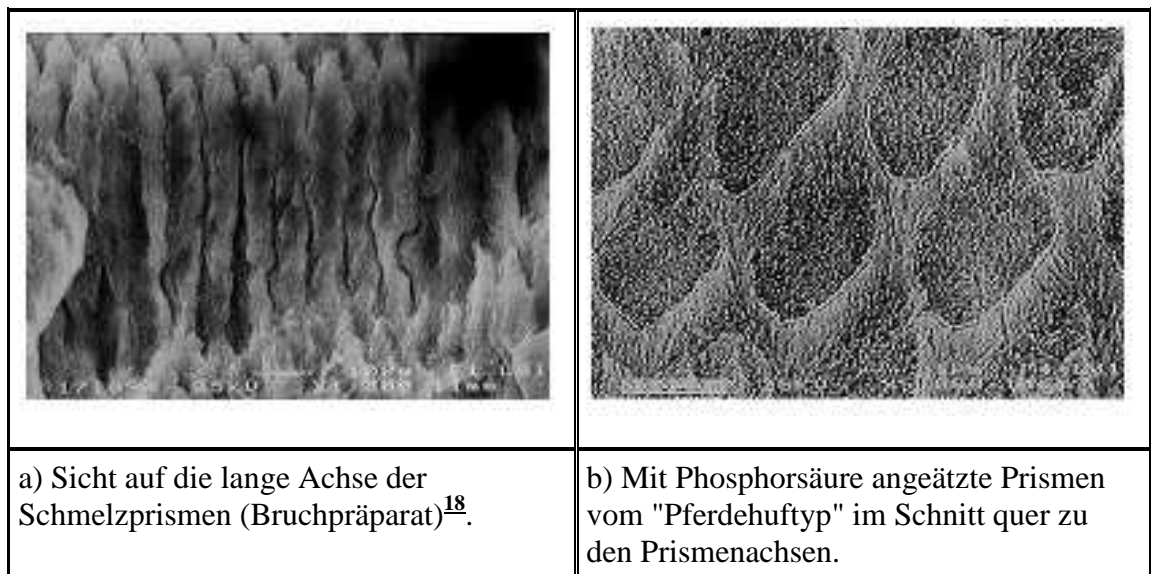 a) Sicht auf die lange Achse der
Schmelzprismen (Bruchpräparat)18.
b) Mit Phosphorsäure angeätzte Prismen
vom "Pferdehuftyp" im Schnitt quer zu
den Prismenachsen.